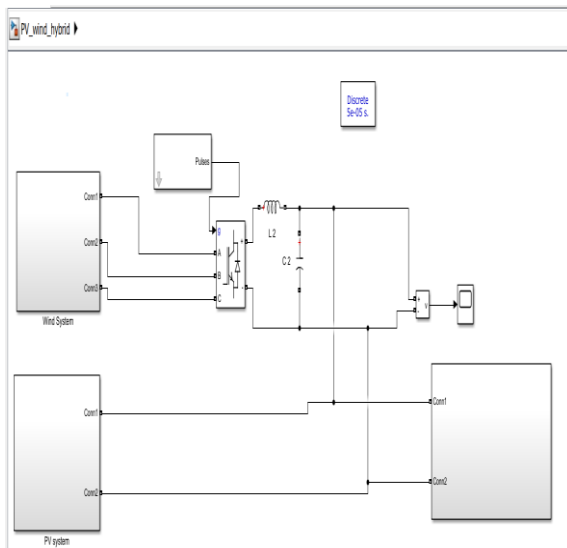 PV_wind_hybrid
Discrete
5e-05 s.
Pulses
Conn1
Conn2
Conn3
Wind System
g
A
B
C
+
-
L2
+
C 2
+
-
v
Conn1
Conn2
PV system
Conn1
Conn2